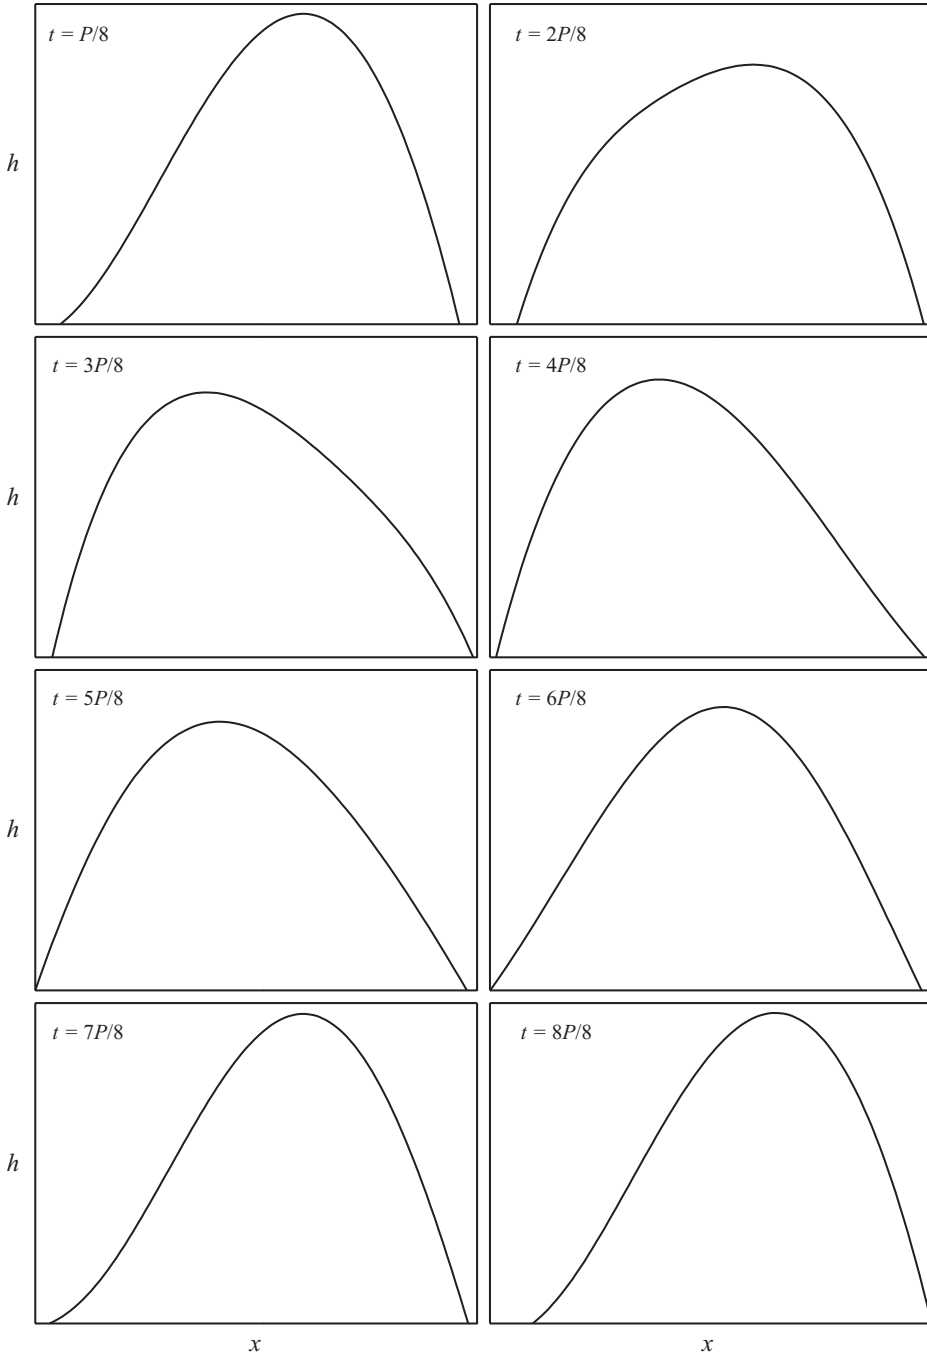 t = P/8
t = 2P/8
h
t = 3P/8
t = 4P/8
h
t = 5P/8
t = 6P/8
h
t = 7P/8
t = 8P/8
h
x
x